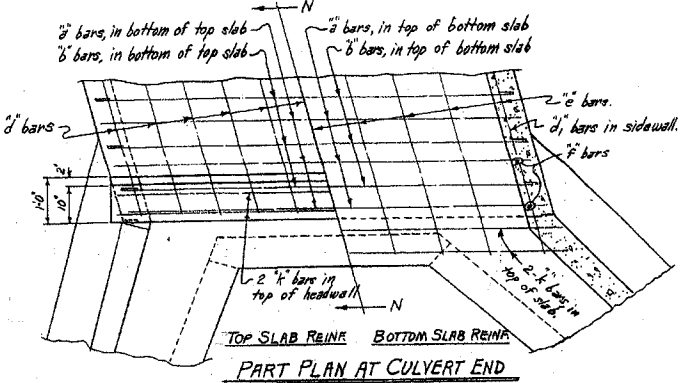 N
"a" bars, in bottom of top slab
"b" bars, in bottom of top slab
"a" bars, in top of bottom slab
"b" bars, in top of bottom slab
"d" bars
"e" bars.
"d₁" bars in sidewall.
"f" bars
2"
1'-0"
10"
2 "k" bars in
top of headwall
2-"k" bars in
top of slab.
N
TOP SLAB REINF.
BOTTOM SLAB REINF.
PART PLAN AT CULVERT END